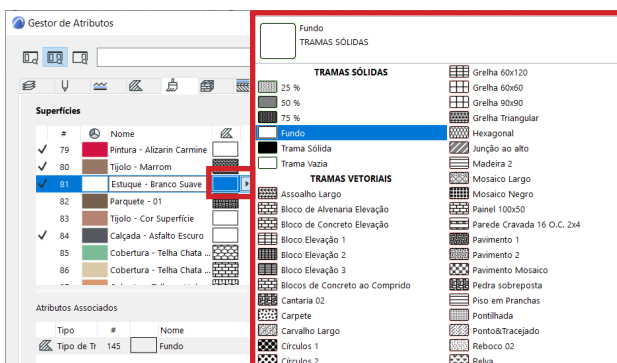 Gestor de Atributos
Superfícies
# Nome
79 Pintura - Alizarin Carmine
80 Tijolo - Marrom
81 Estuque - Branco Suave
82 Parquete - 01
83 Tijolo - Cor Superfície
84 Calçada - Asfalto Escuro
85 Cobertura - Telha Chata ...
86 Cobertura - Telha Chata ...
Atributos Associados
Tipo # Nome
Tipo de Tr 145 Fundo
Fundo
TRAMAS SÓLIDAS
TRAMAS SÓLIDAS
25 %
50 %
75 %
Fundo
Trama Sólida
Trama Vazia
TRAMAS VETORIAIS
Assoalho Largo
Bloco de Alvenaria Elevação
Bloco de Concreto Elevação
Bloco Elevação 1
Bloco Elevação 2
Bloco Elevação 3
Blocos de Concreto ao Comprido
Cantaria 02
Carpete
Carvalho Largo
Círculos 1
Círculos 2
Grelha 60x120
Grelha 60x60
Grelha 90x90
Grelha Triangular
Hexagonal
Junção ao alto
Madeira 2
Mosaico Largo
Mosaico Negro
Painel 100x50
Parede Cravada 16 O.C. 2x4
Pavimento 1
Pavimento 2
Pavimento Mosaico
Pedra sobreposta
Piso em Pranchas
Pontilhada
Ponto&Tracejado
Reboco 02
Relva